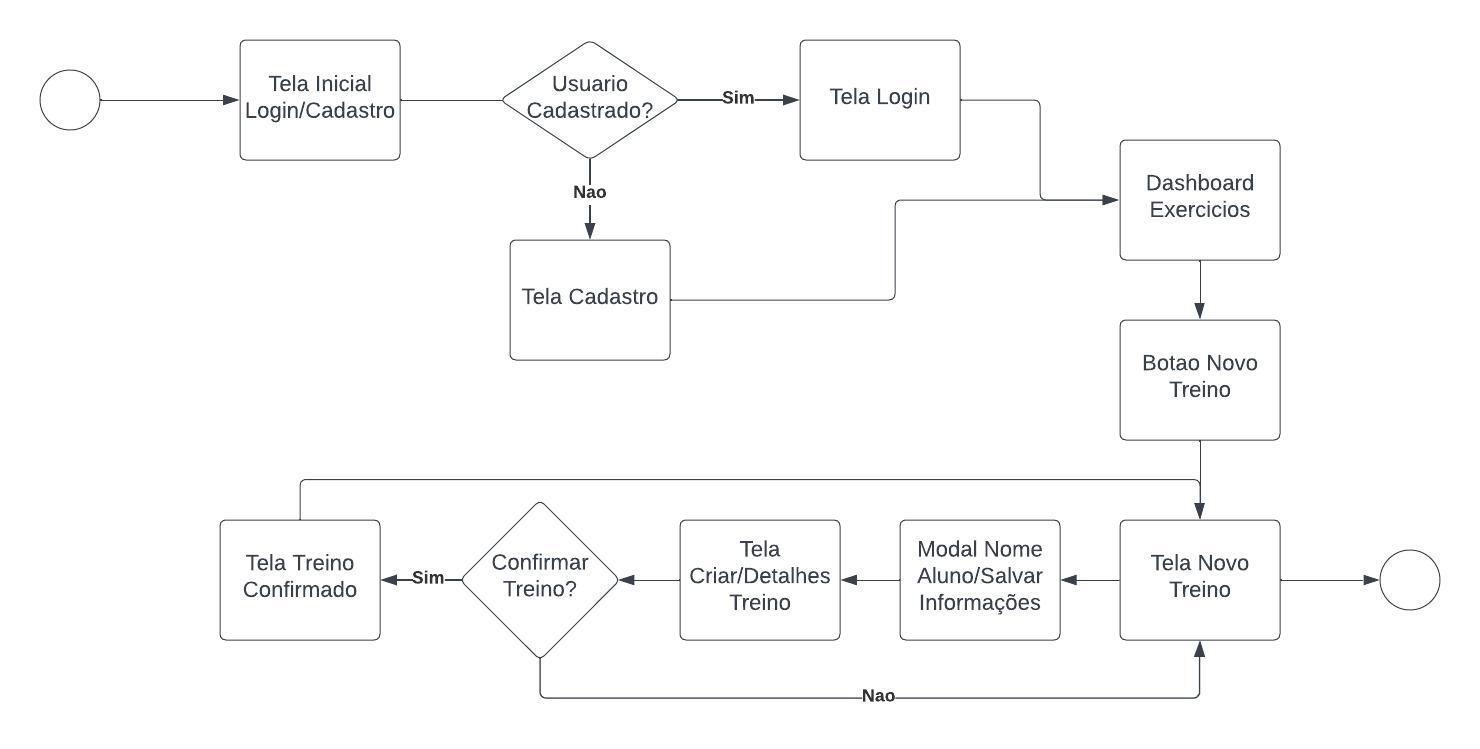 Tela Inicial
Login/Cadastro
Usuario
Cadastrado?
Sim
Tela Login
Nao
Tela Cadastro
Dashboard
Exercicios
Botao Novo
Treino
Tela Novo
Treino
Modal Nome
Aluno/Salvar
Informações
Tela
Criar/Detalhes
Treino
Confirmar
Treino?
Sim
Tela Treino
Confirmado
Nao